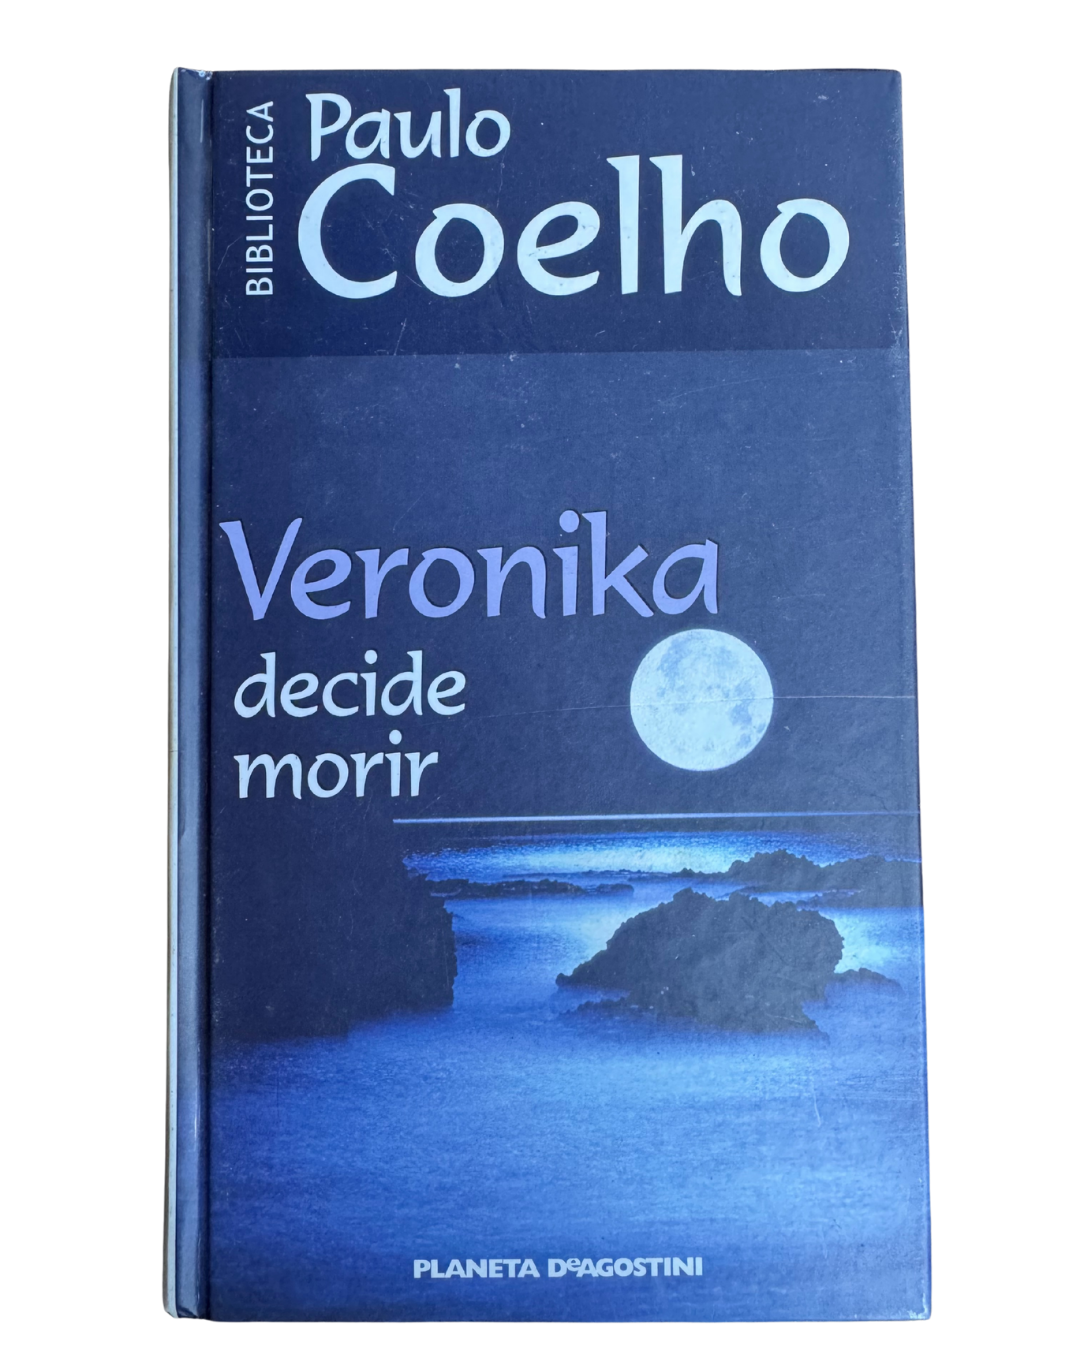 BIBLIOTECA
Paulo
Coelho
Veronika
decide
morir
PLANETA DeAGOSTINI